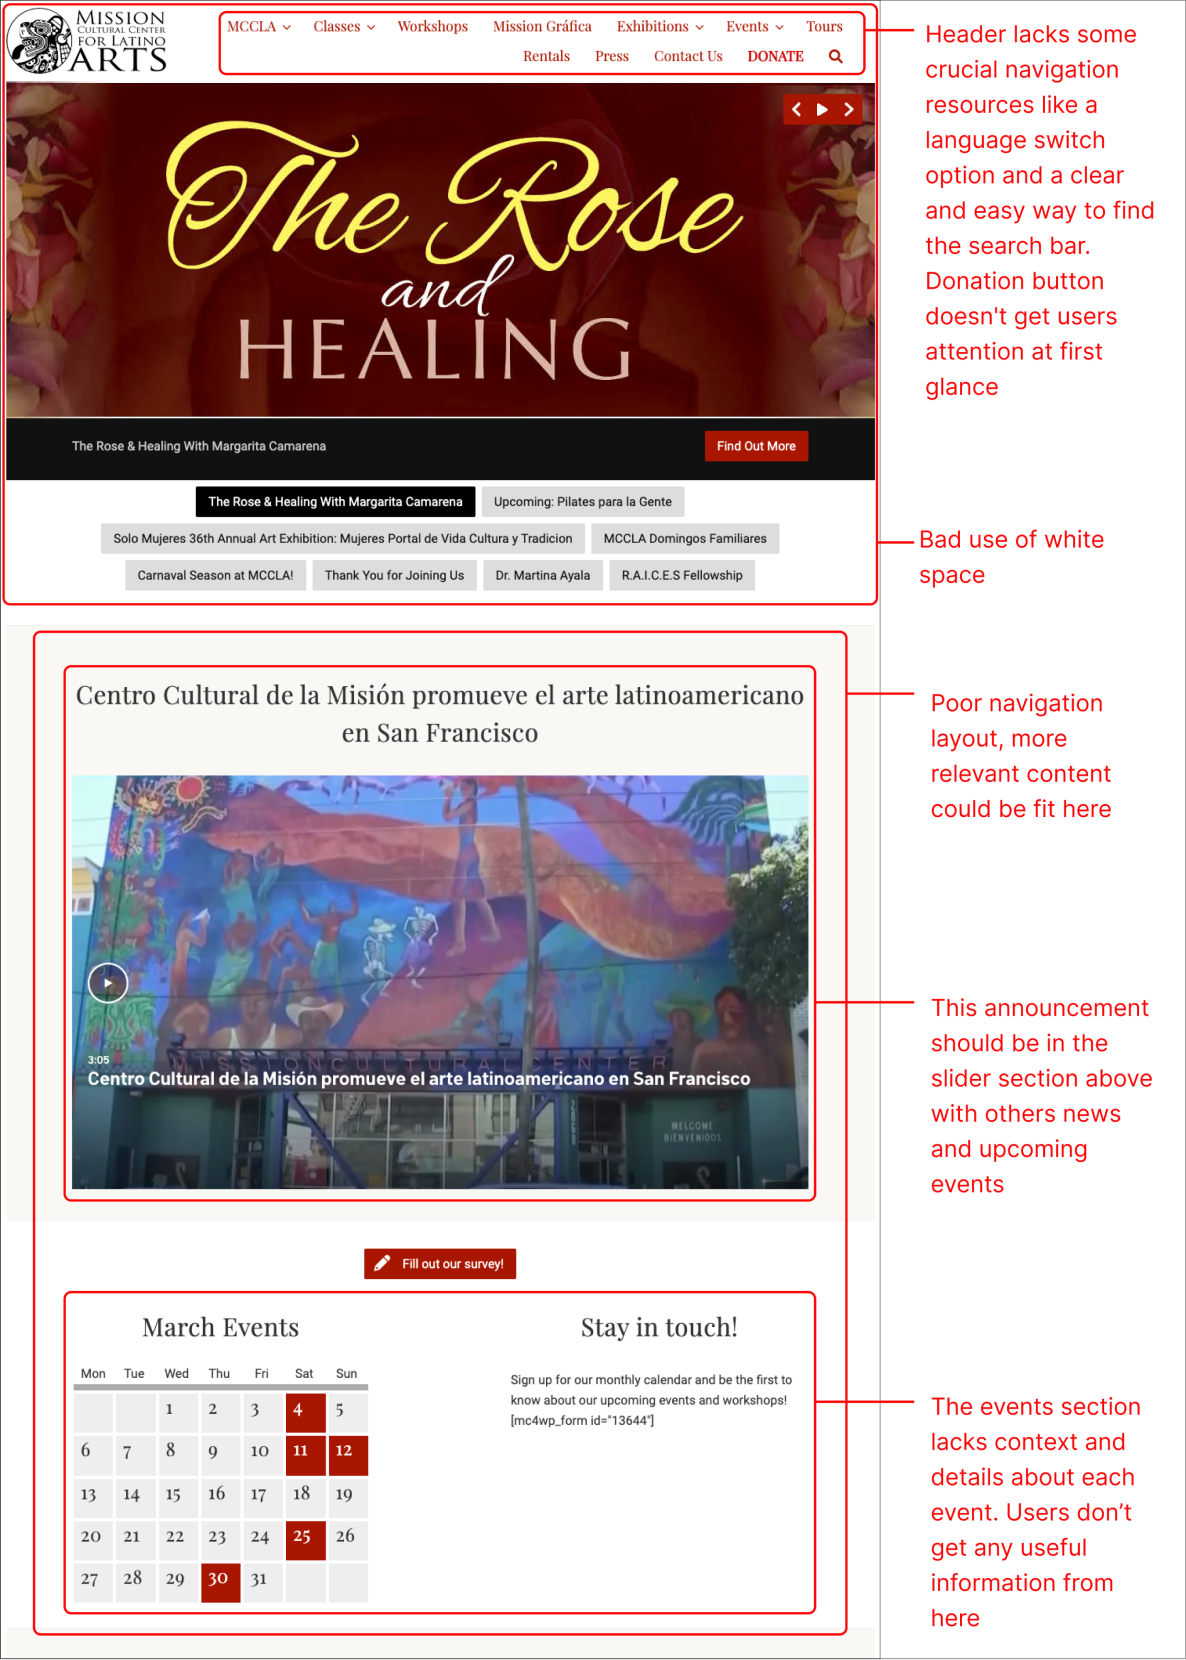 MISSION
CULTURAL CENTER
FOR LATINO
ARTS
MCCLA Classes Workshops Mission Gráfica Exhibitions Events Tours
Rentals Press Contact Us DONATE
Header lacks some
crucial navigation
resources like a
language switch
option and a clear
and easy way to find
the search bar.
Donation button
doesn't get users
attention at first
glance
The Rose
and
HEALING
The Rose & Healing With Margarita Camarena
Find Out More
The Rose & Healing With Margarita Camarena Upcoming: Pilates para la Gente
Solo Mujeres 36th Annual Art Exhibition: Mujeres Portal de Vida Cultura y Tradicion MCCLA Domingos Familiares
Carnaval Season at MCCLA! Thank You for Joining Us Dr. Martina Ayala R.A.I.C.E.S Fellowship
Bad use of white
space
Centro Cultural de la Misión promueve el arte latinoamericano
en San Francisco
Poor navigation
layout, more
relevant content
could be fit here
MISSION CULTURAL CENTER
3:05
Centro Cultural de la Misión promueve el arte latinoamericano en San Francisco
WELCOME
BIENVENIDOS
This announcement
should be in the
slider section above
with others news
and upcoming
events
Fill out our survey!
March Events
Mon Tue Wed Thu Fri Sat Sun
1 2 3 4 5
6 7 8 9 10 11 12
13 14 15 16 17 18 19
20 21 22 23 24 25 26
27 28 29 30 31
Stay in touch!
Sign up for our monthly calendar and be the first to
know about our upcoming events and workshops!
[mc4wp_form id="13644"]
The events section
lacks context and
details about each
event. Users don’t
get any useful
information from
here